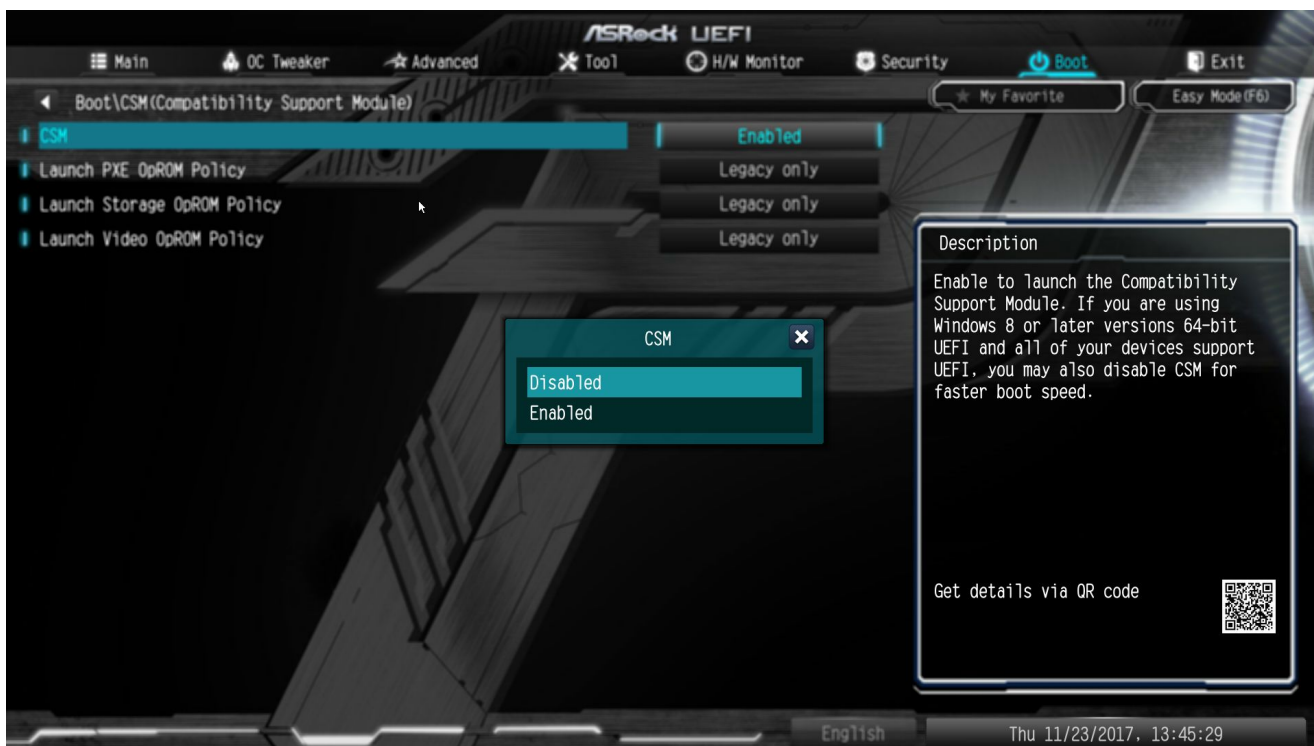 ASRock UEFI
Main OC Tweaker Advanced Tool H/W Monitor Security Boot Exit
Boot\CSM(Compatibility Support Module)
My Favorite
Easy Mode(F6)
CSM Enabled
Launch PXE OpROM Policy Legacy only
Launch Storage OpROM Policy Legacy only
Launch Video OpROM Policy Legacy only
CSM
Disabled
Enabled
Description
Enable to launch the Compatibility
Support Module. If you are using
Windows 8 or later versions 64-bit
UEFI and all of your devices support
UEFI, you may also disable CSM for
faster boot speed.
Get details via QR code
English
Thu 11/23/2017, 13:45:29